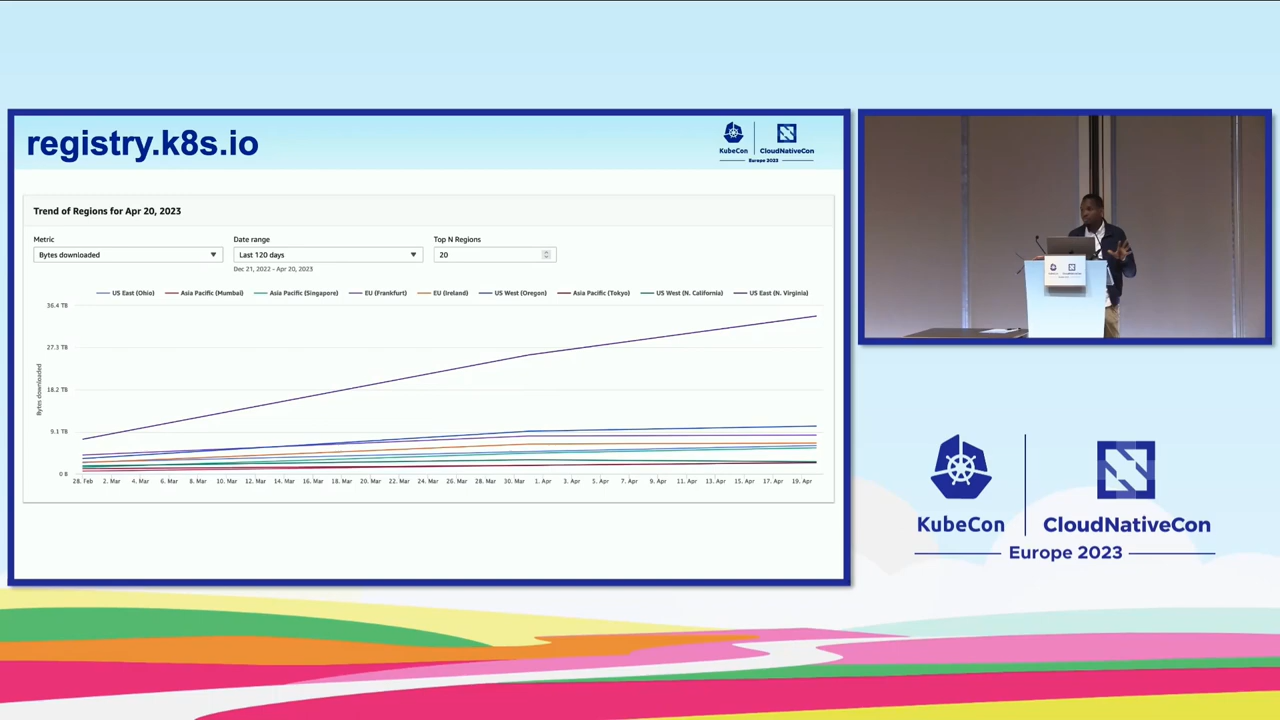 registry.k8s.io
KubeCon
CloudNativeCon
Europe 2023
Trend of Regions for Apr 20, 2023
Metric
Date range
Top N Regions
Bytes downloaded
Last 120 days
20
Dec 21, 2022 - Apr 20, 2023
US East (Ohio) Asia Pacific (Mumbai) Asia Pacific (Singapore) EU (Frankfurt) EU (Ireland) US West (Oregon) Asia Pacific (Tokyo) US West (N. California) US East (N. Virginia)
36.4 TB
27.3 TB
18.2 TB
9.1 TB
0 B
Bytes downloaded
28. Feb 2. Mar 4. Mar 6. Mar 8. Mar 10. Mar 12. Mar 14. Mar 16. Mar 18. Mar 20. Mar 22. Mar 24. Mar 26. Mar 28. Mar 30. Mar 1. Apr 3. Apr 5. Apr 7. Apr 9. Apr 11. Apr 13. Apr 15. Apr 17. Apr 19. Apr
KubeCon
CloudNativeCon
Europe 2023